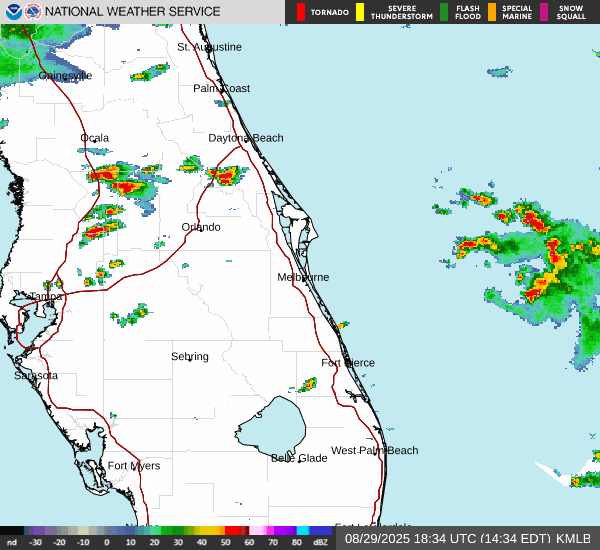 NATIONAL WEATHER SERVICE
TORNADO
SEVERE THUNDERSTORM
FLASH FLOOD
SPECIAL MARINE
SNOW SQUALL
St. Augustine
Gainesville
Palm Coast
Ocala
Daytona Beach
Orlando
Melbourne
Tampa
Sebring
Fort Pierce
Sarasota
West Palm Beach
Belle Glade
Fort Myers
nd -30 -20 -10 0 10 20 30 40 50 60 70 80 dBZ
08/29/2025 18:34 UTC (14:34 EDT) KMLB